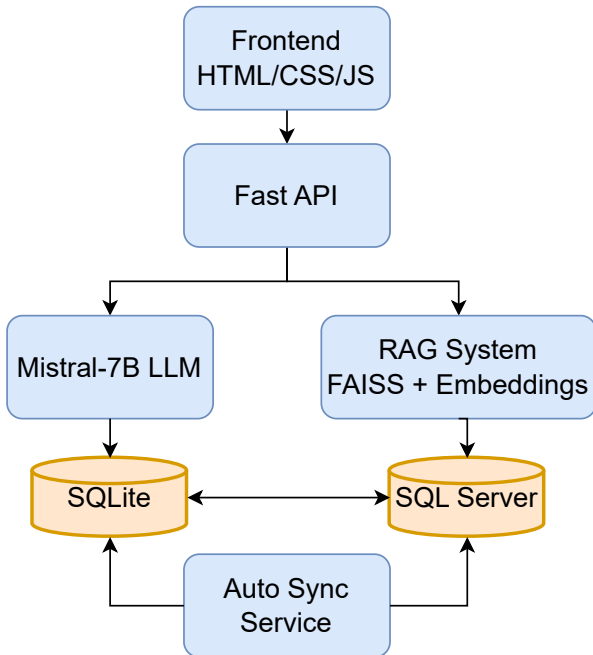 Frontend
HTML/CSS/JS
Fast API
Mistral-7B LLM
RAG System
FAISS + Embeddings
SQLite
SQL Server
Auto Sync
Service